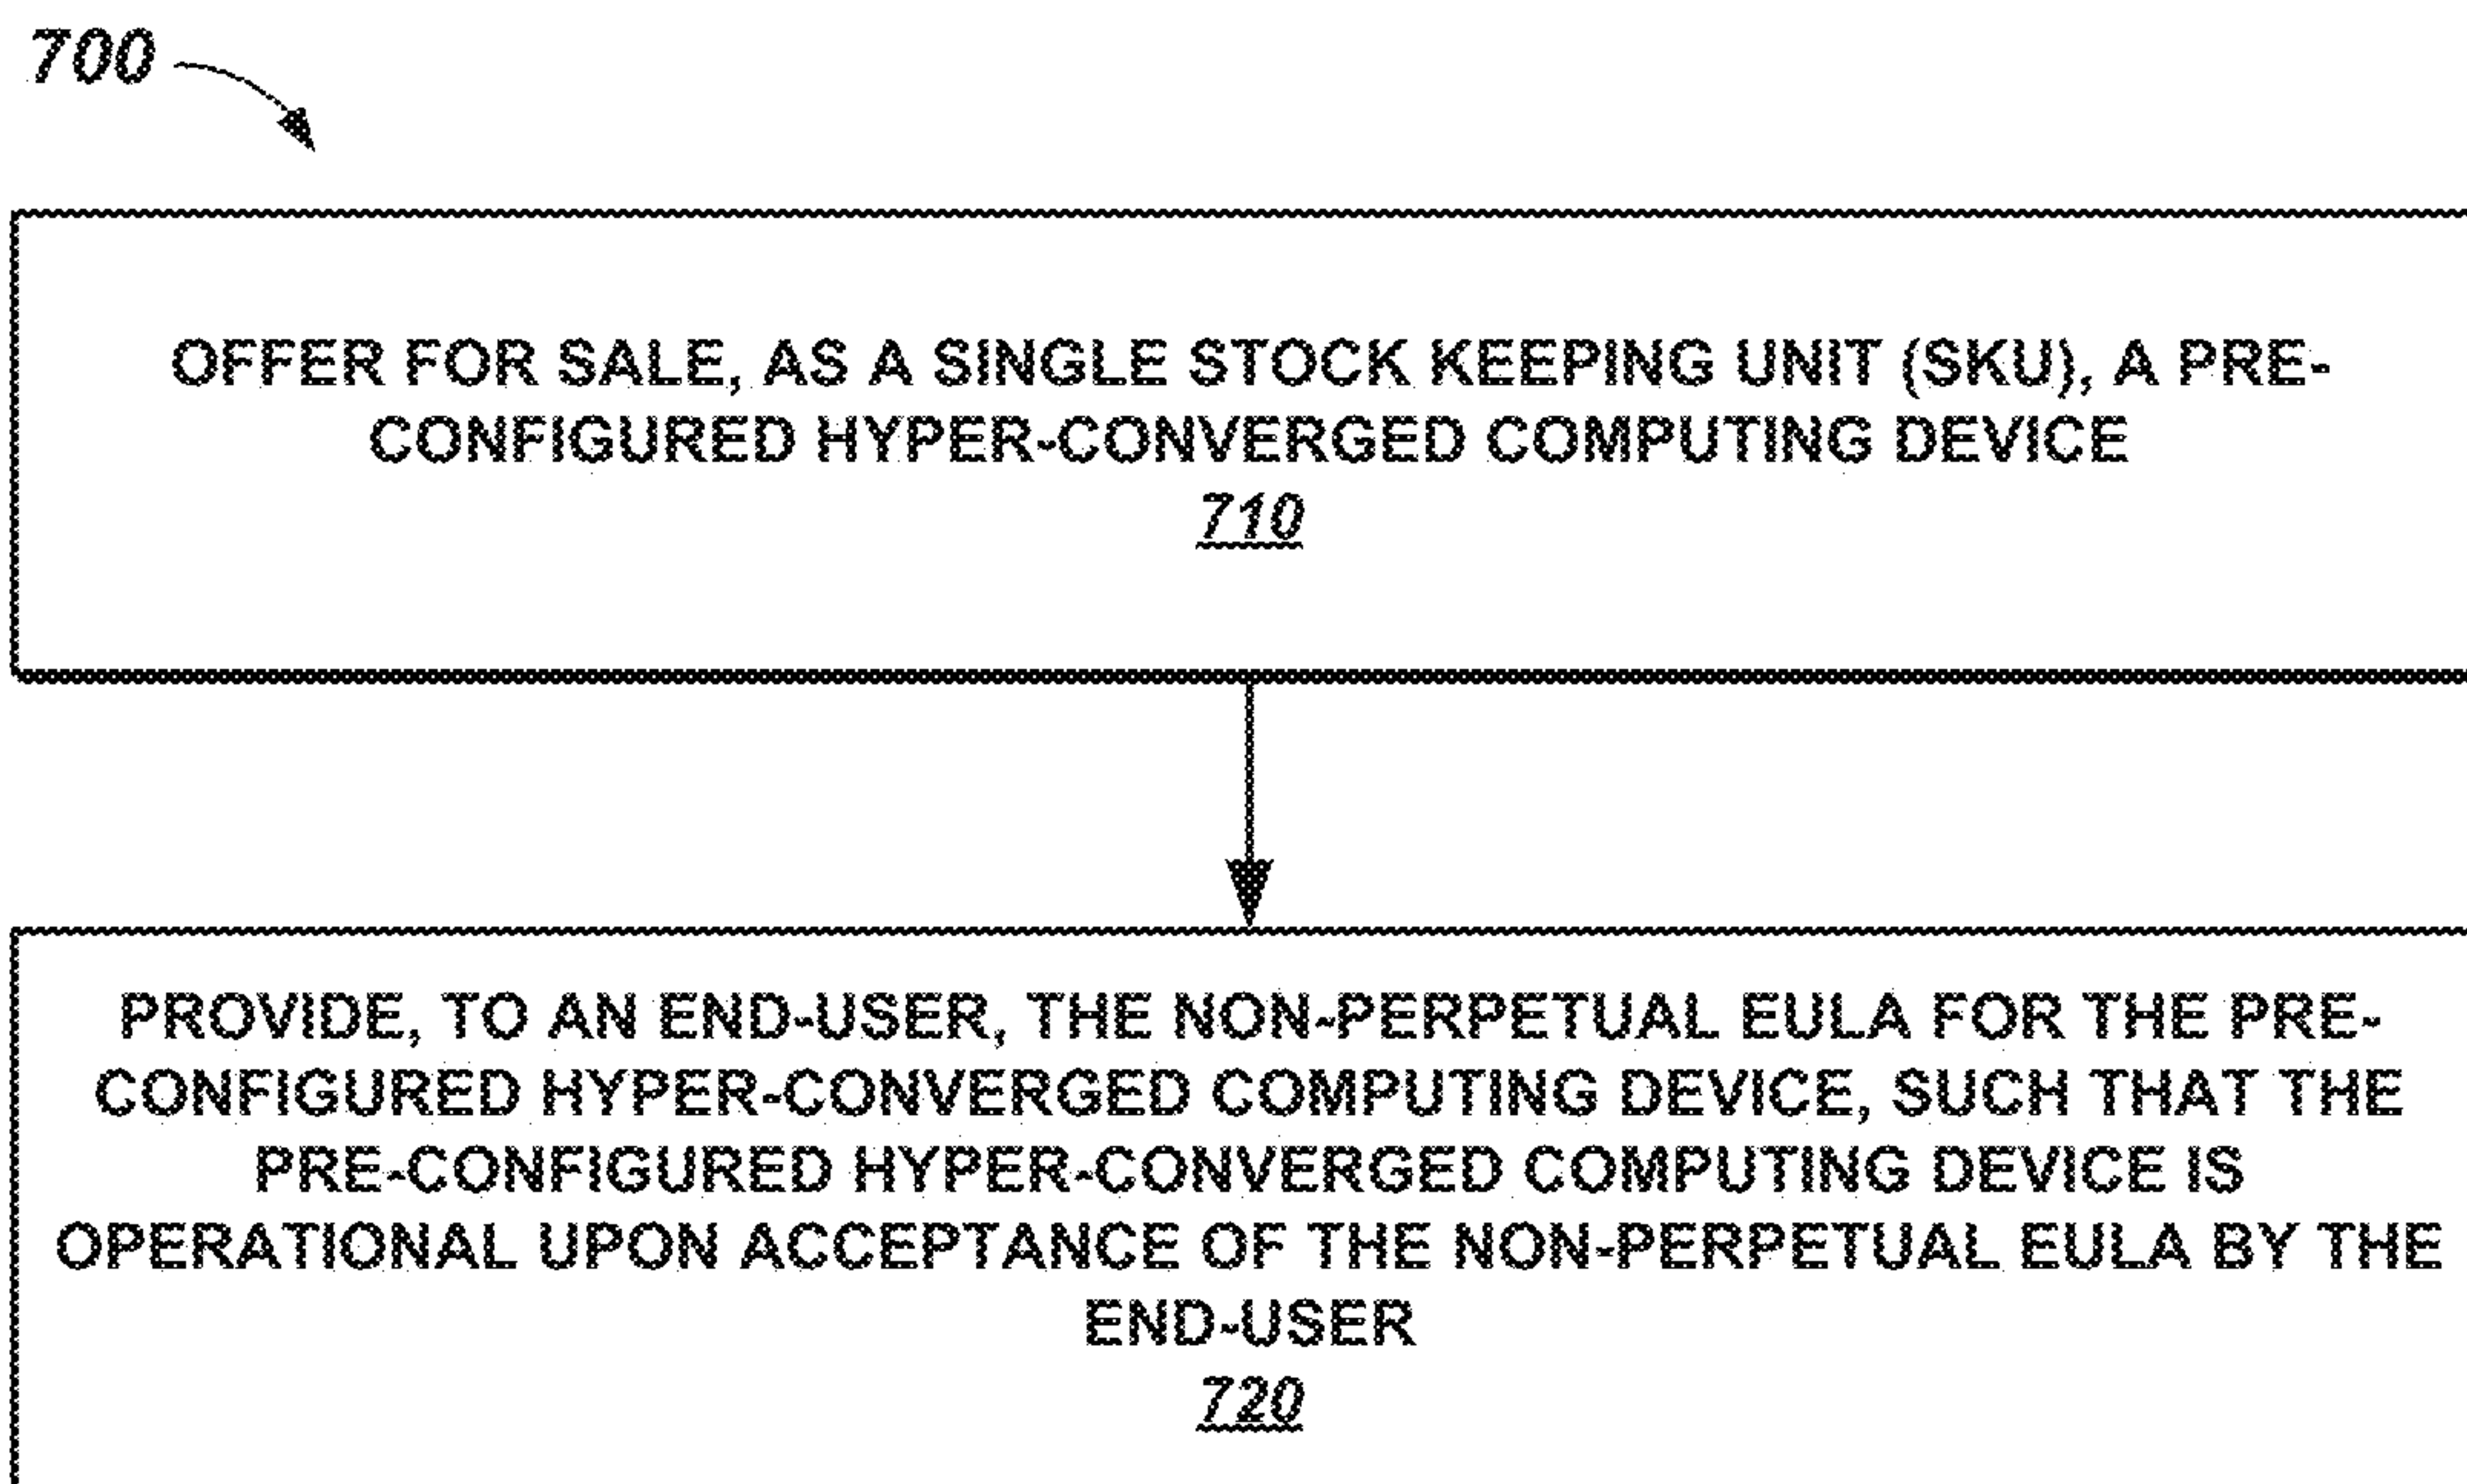 700
OFFER FOR SALE, AS A SINGLE STOCK KEEPING UNIT (SKU), A PRE-
CONFIGURED HYPER-CONVERGED COMPUTING DEVICE
710
PROVIDE, TO AN END-USER, THE NON-PERPETUAL EULA FOR THE PRE-
CONFIGURED HYPER-CONVERGED COMPUTING DEVICE, SUCH THAT THE
PRE-CONFIGURED HYPER-CONVERGED COMPUTING DEVICE IS
OPERATIONAL UPON ACCEPTANCE OF THE NON-PERPETUAL EULA BY THE
END-USER
720